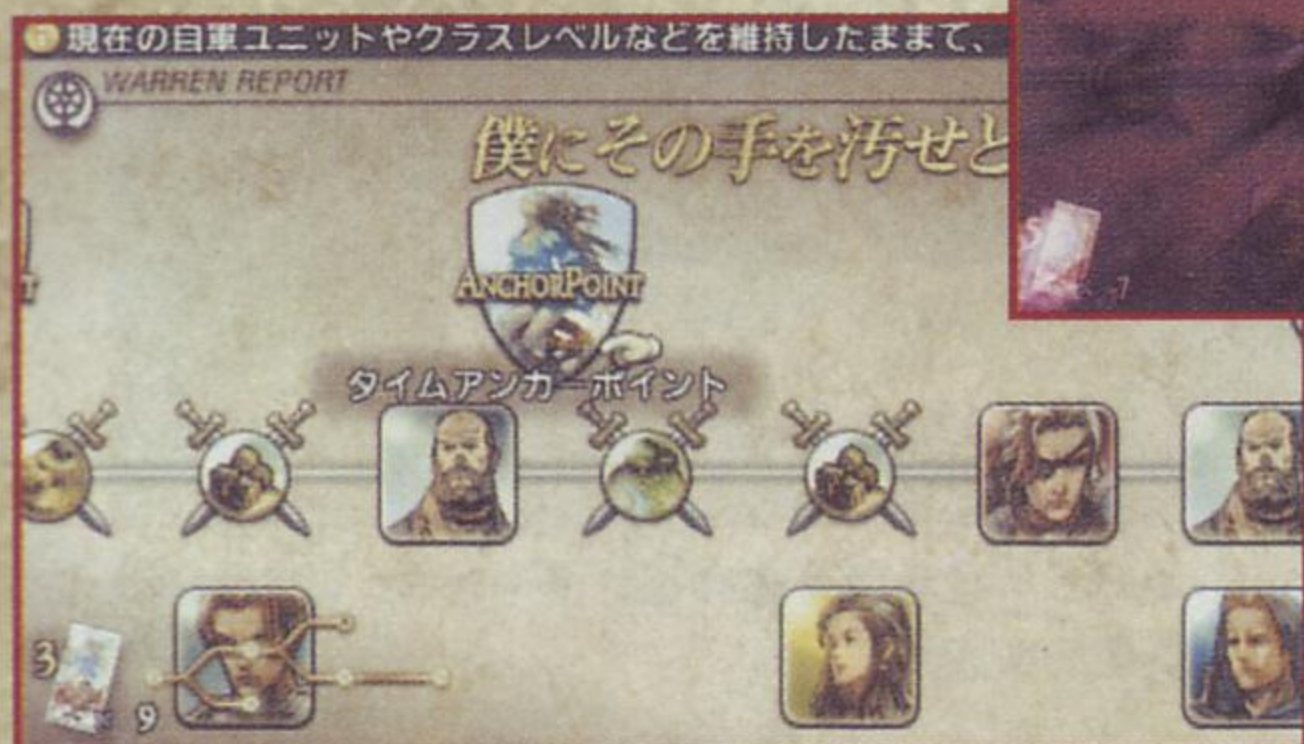 現在の自軍ユニットやクラスレベルなどを維持したままて、
WARREN REPORT
僕にその手を汚せと
ANCHORPOINT
タイムアンカーポイント
3
9